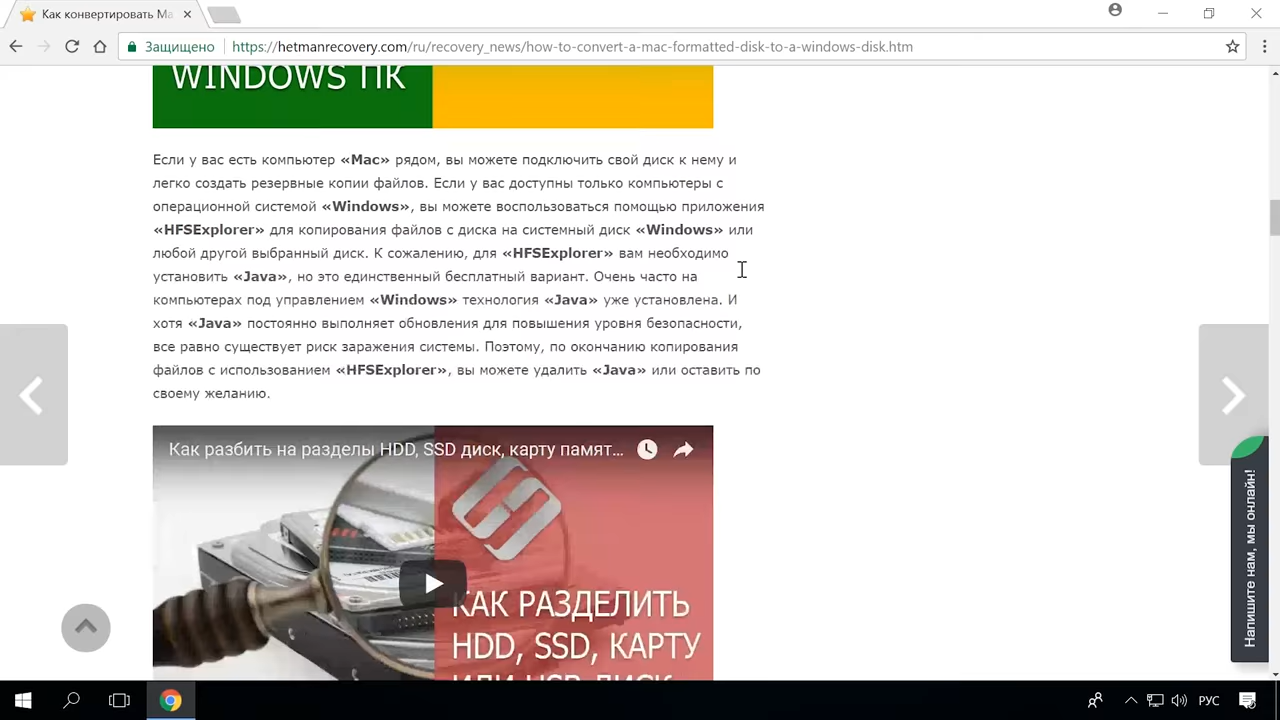 Как конвертировать Ma
Защищено
https://hetmanrecovery.com/ru/recovery_news/how-to-convert-a-mac-formatted-disk-to-a-windows-disk.htm
WINDOWS ПК
Если у вас есть компьютер «Mac» рядом, вы можете подключить свой диск к нему и
легко создать резервные копии файлов. Если у вас доступны только компьютеры с
операционной системой «Windows», вы можете воспользоваться помощью приложения
«HFSExplorer» для копирования файлов с диска на системный диск «Windows» или
любой другой выбранный диск. К сожалению, для «HFSExplorer» вам необходимо
установить «Java», но это единственный бесплатный вариант. Очень часто на
компьютерах под управлением «Windows» технология «Java» уже установлена. И
хотя «Java» постоянно выполняет обновления для повышения уровня безопасности,
все равно существует риск заражения системы. Поэтому, по окончанию копирования
файлов с использованием «HFSExplorer», вы можете удалить «Java» или оставить по
своему желанию.
Как разбить на разделы HDD, SSD диск, карту памят...
КАК РАЗДЕЛИТЬ
HDD, SSD, КАРТУ
ИЛИ USB ДИСК
Напишите нам, мы онлайн!
РУС